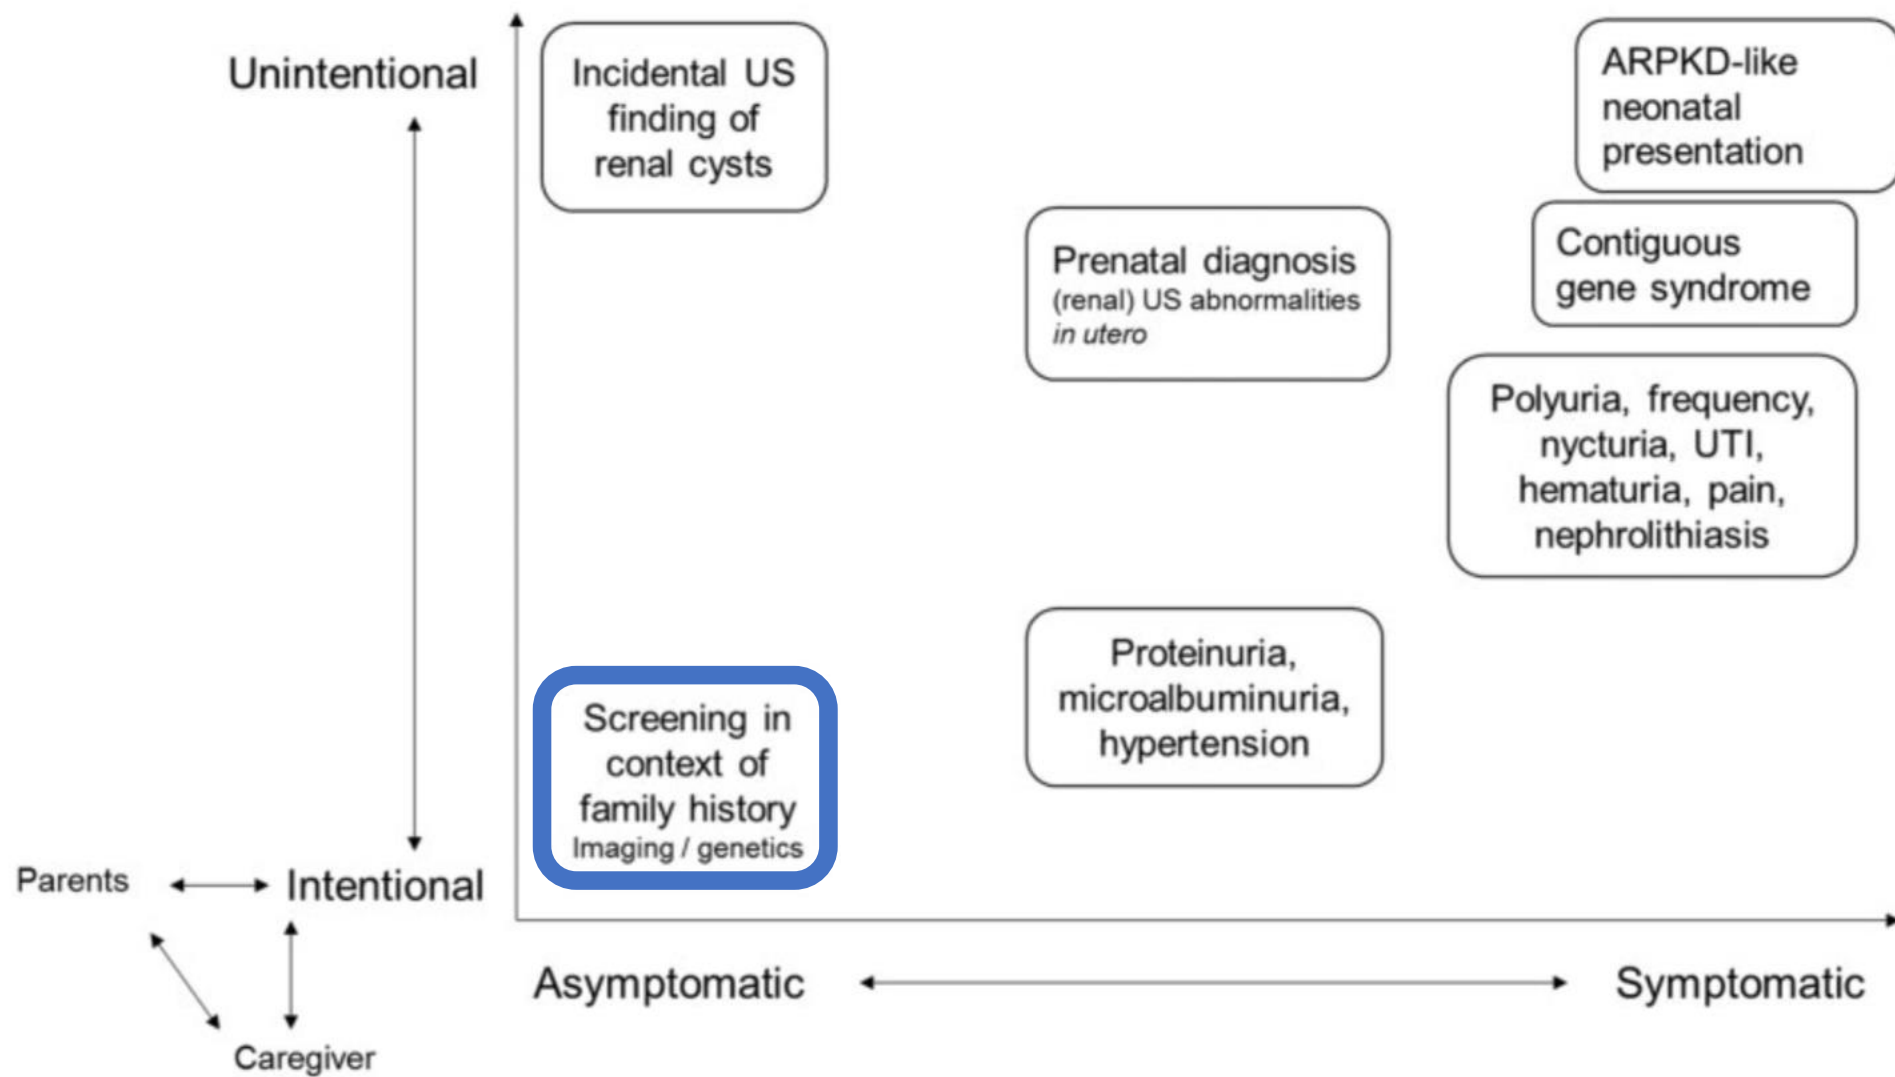 Unintentional
Incidental US
finding of
renal cysts
ARPKD-like
neonatal
presentation
Prenatal diagnosis
(renal) US abnormalities
in utero
Contiguous
gene syndrome
Polyuria, frequency,
nycturia, UTI,
hematuria, pain,
nephrolithiasis
Proteinuria,
microalbuminuria,
hypertension
Screening in
context of
family history
Imaging / genetics
Parents
Intentional
Caregiver
Asymptomatic
Symptomatic